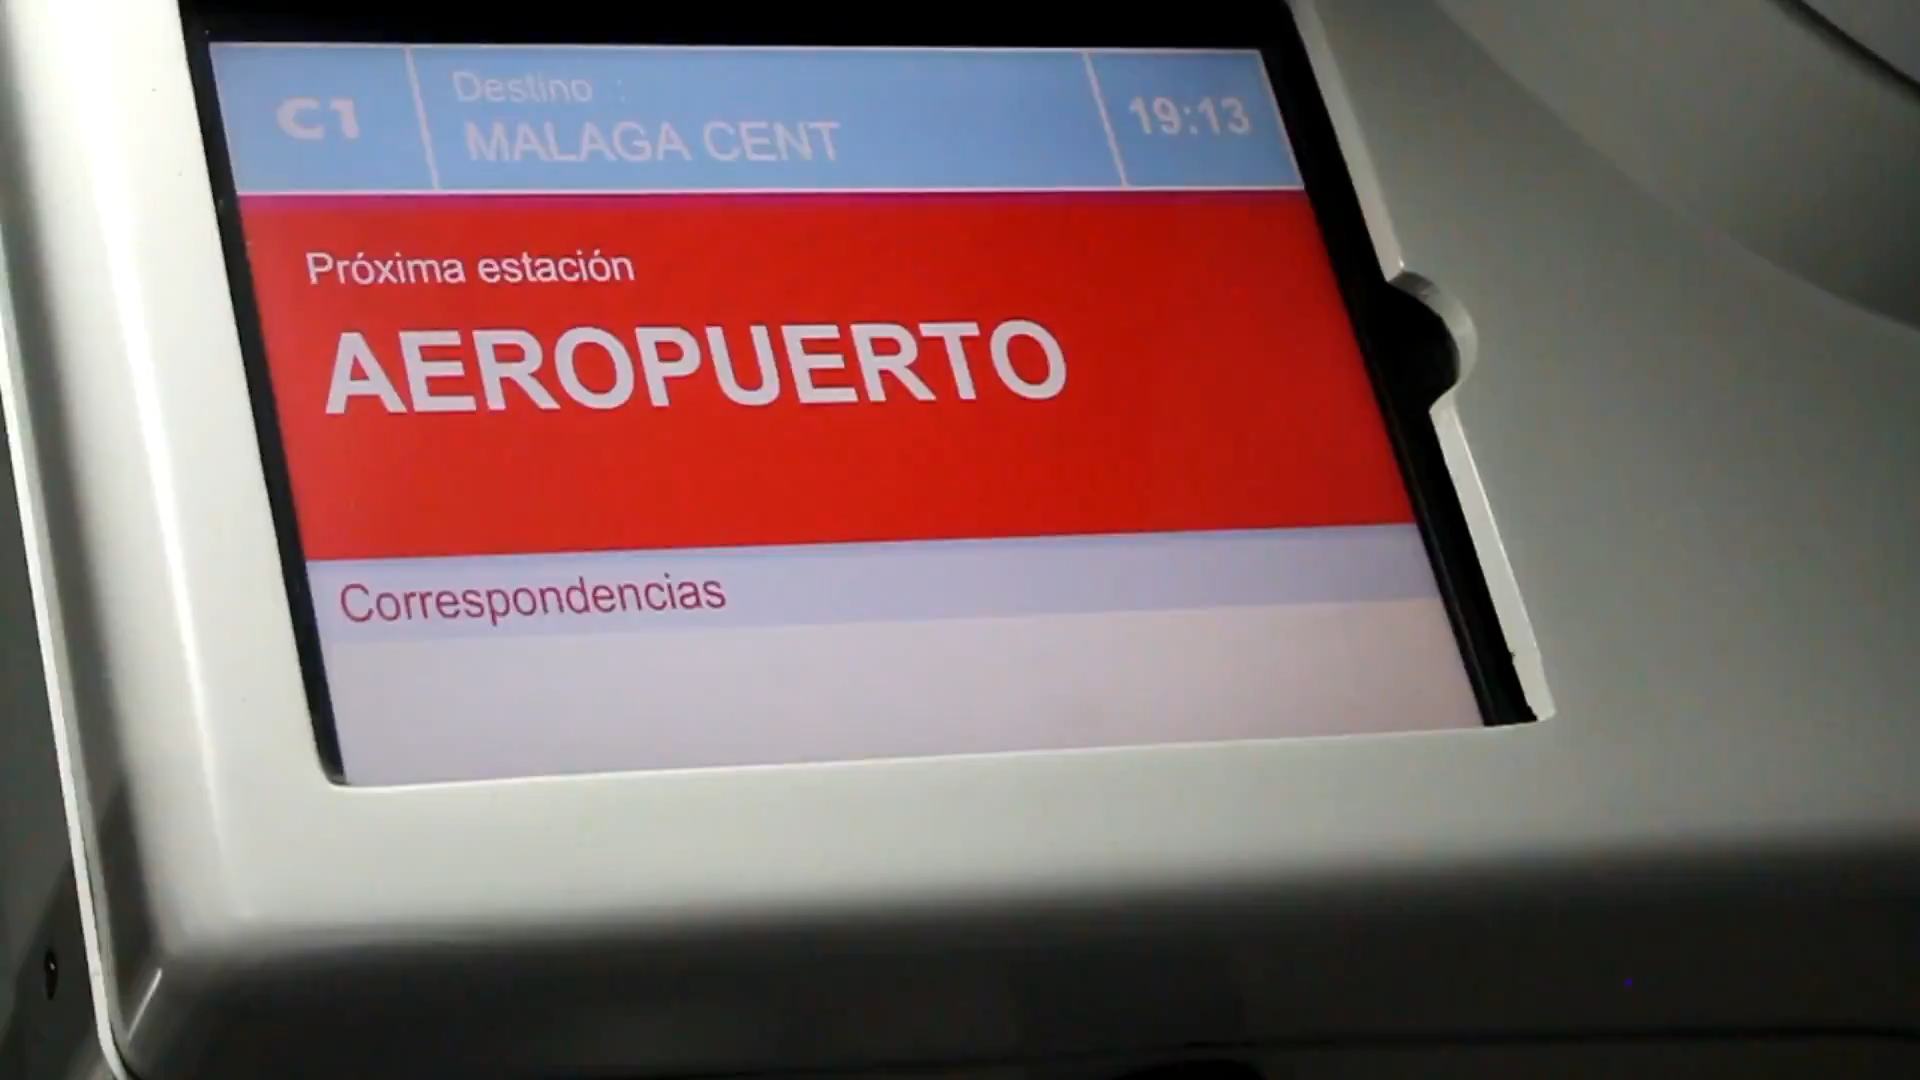 C1
Destino :
MALAGA CENT
19:13
Próxima estación
AEROPUERTO
Correspondencias